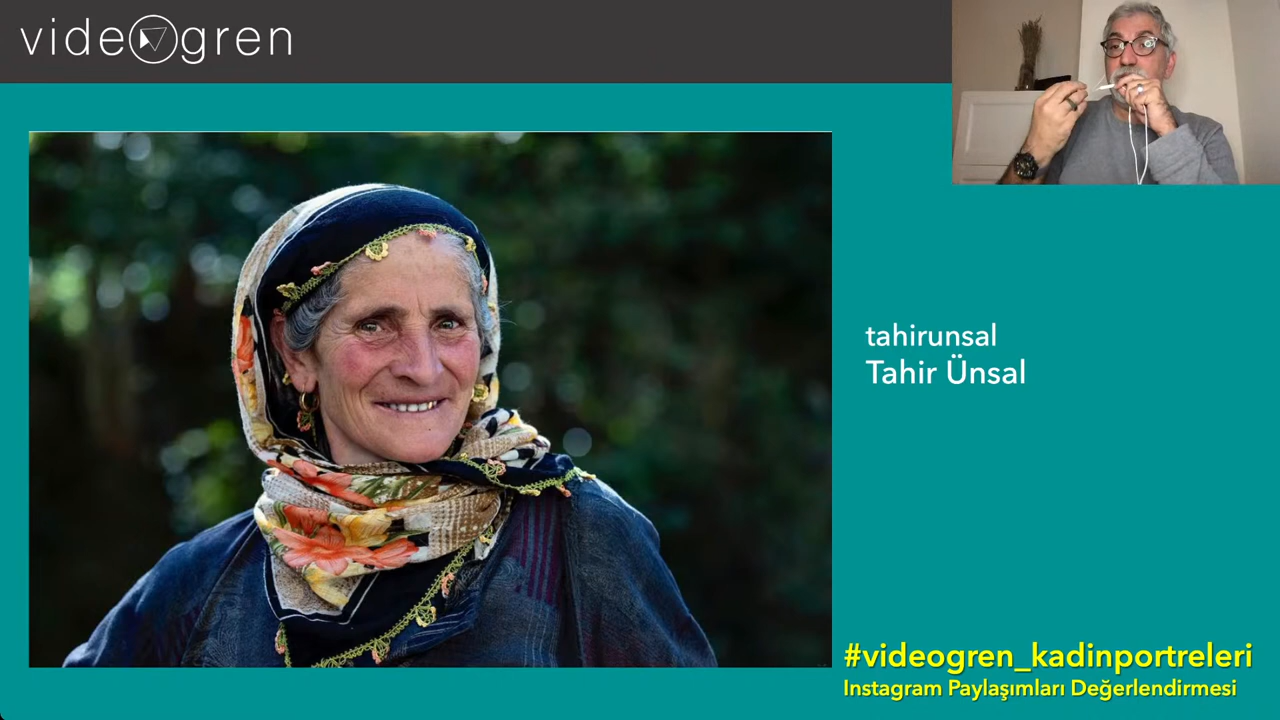 videOgren
tahirunsal
Tahir Ünsal
#videogren_kadinportreleri
Instagram Paylaşımları Değerlendirmesi